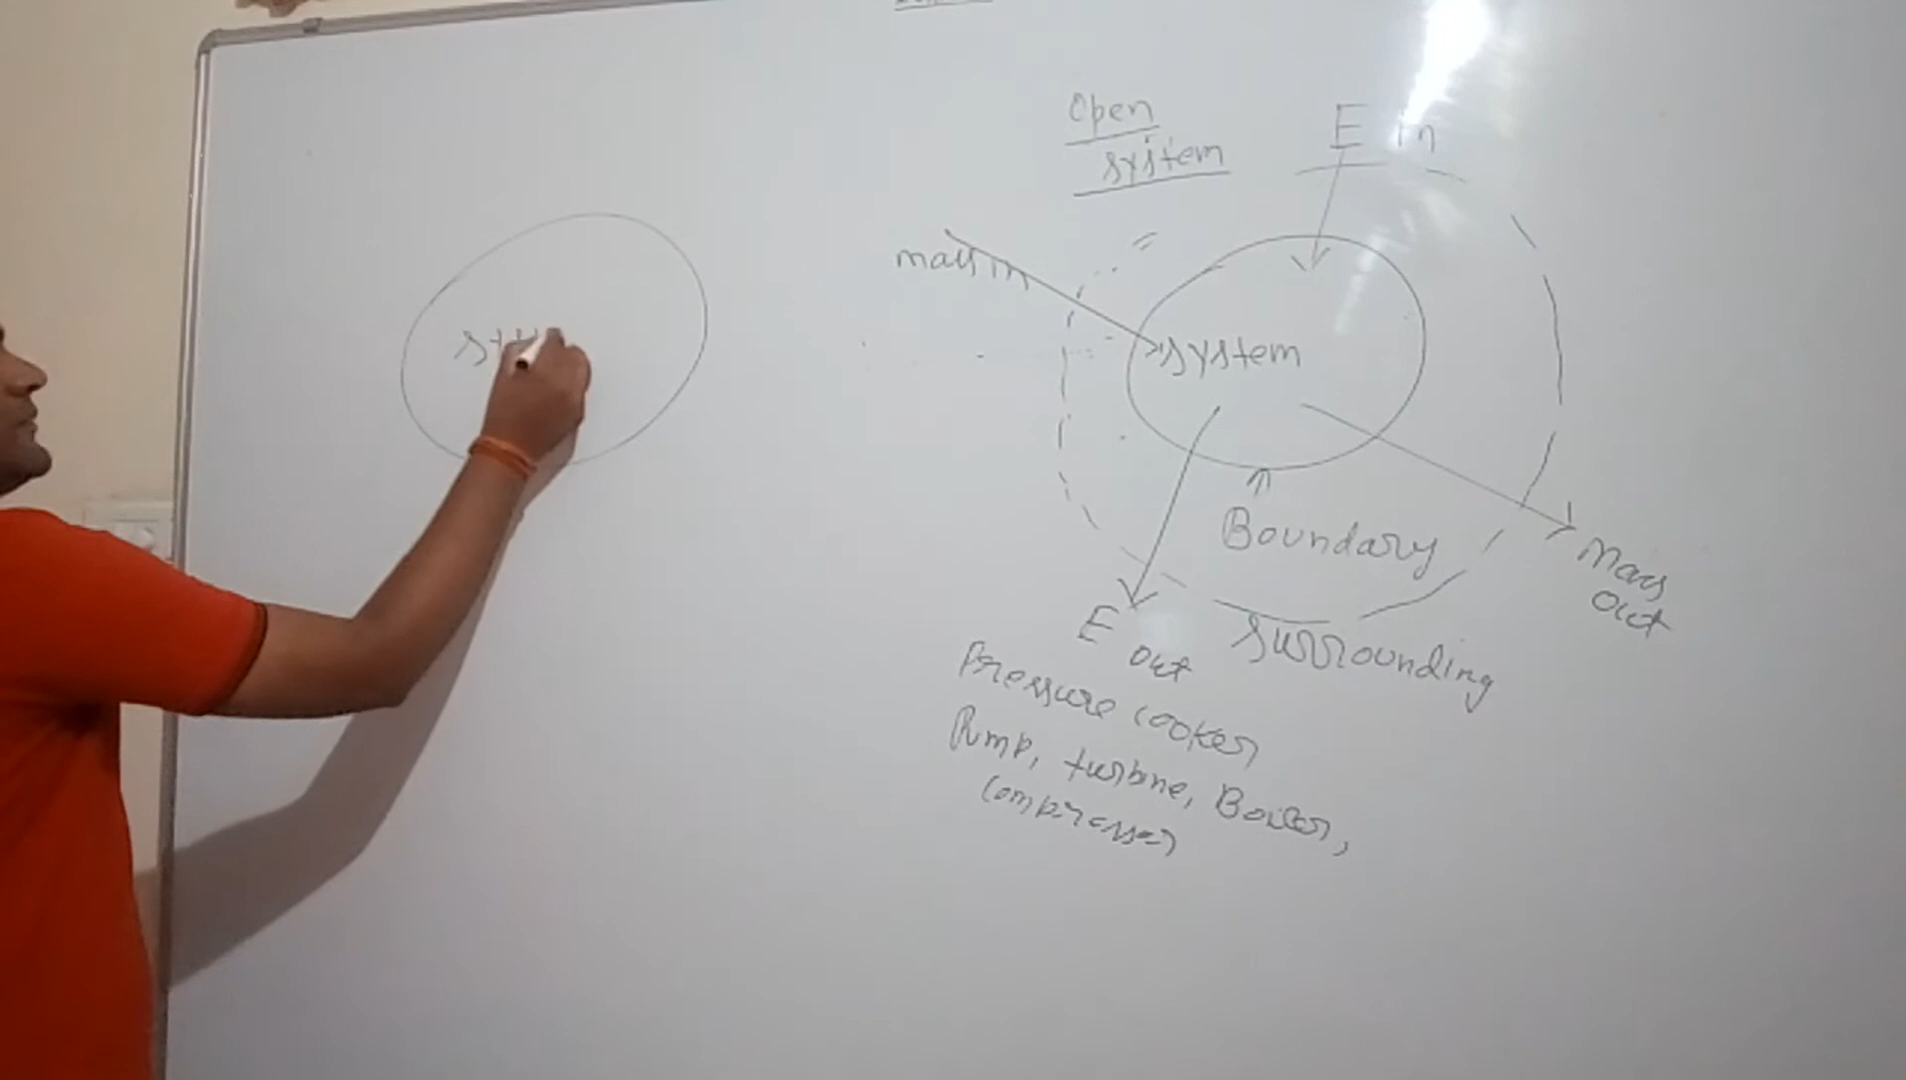 Open
system
E in
mass in
system
Boundary
Mass
out
E out
surrounding
Pressure cooker
Pump, turbine, Boiler,
compressor